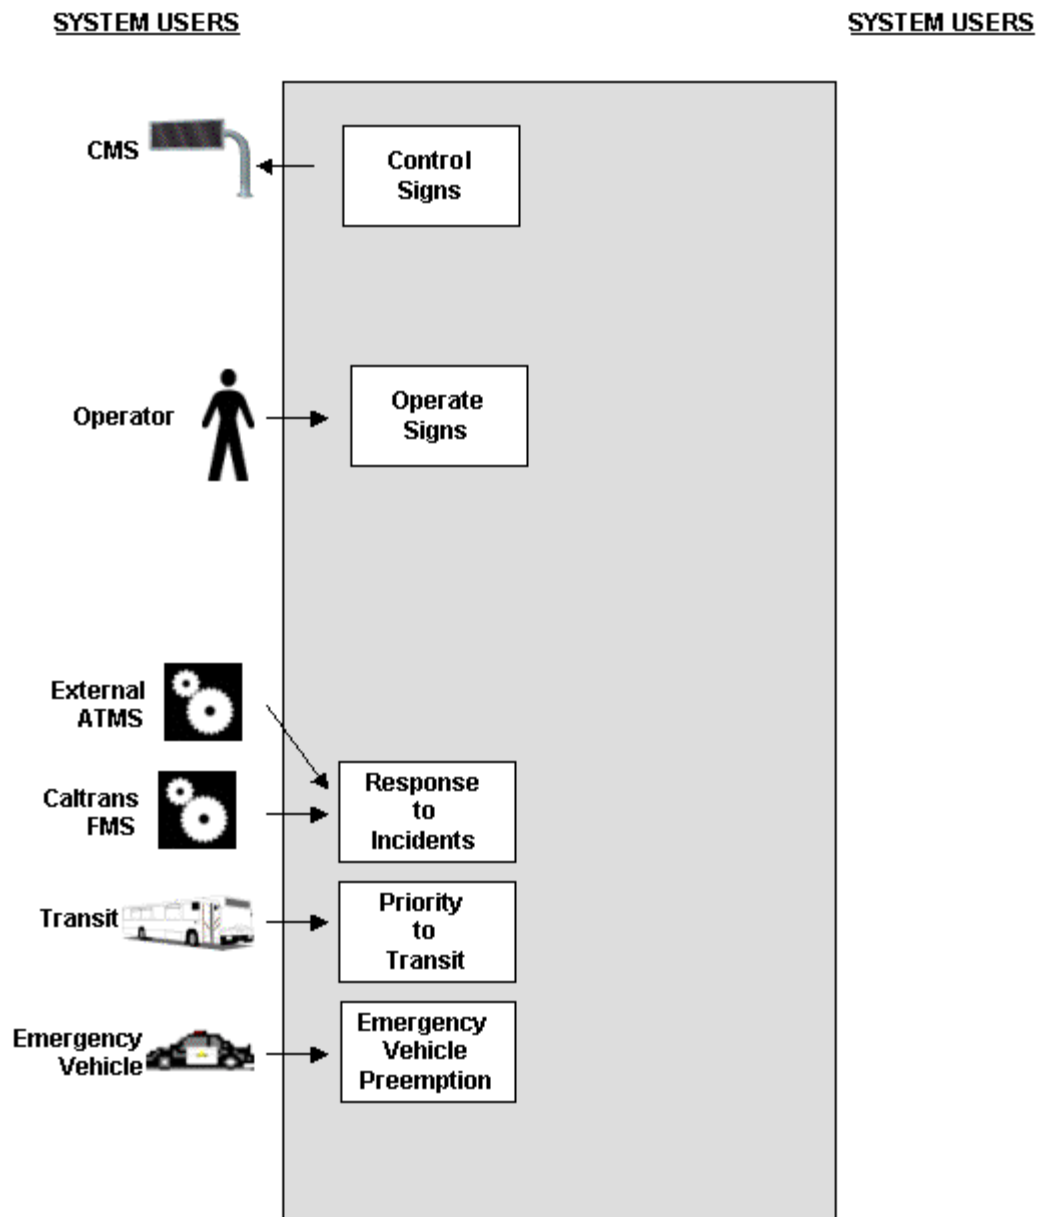 SYSTEM USERS
SYSTEM USERS
CMS
Control
Signs
Operator
Operate
Signs
External
ATMS
Caltrans
FMS
Response
to
Incidents
Transit
Priority
to
Transit
Emergency
Vehicle
Emergency
Vehicle
Preemption